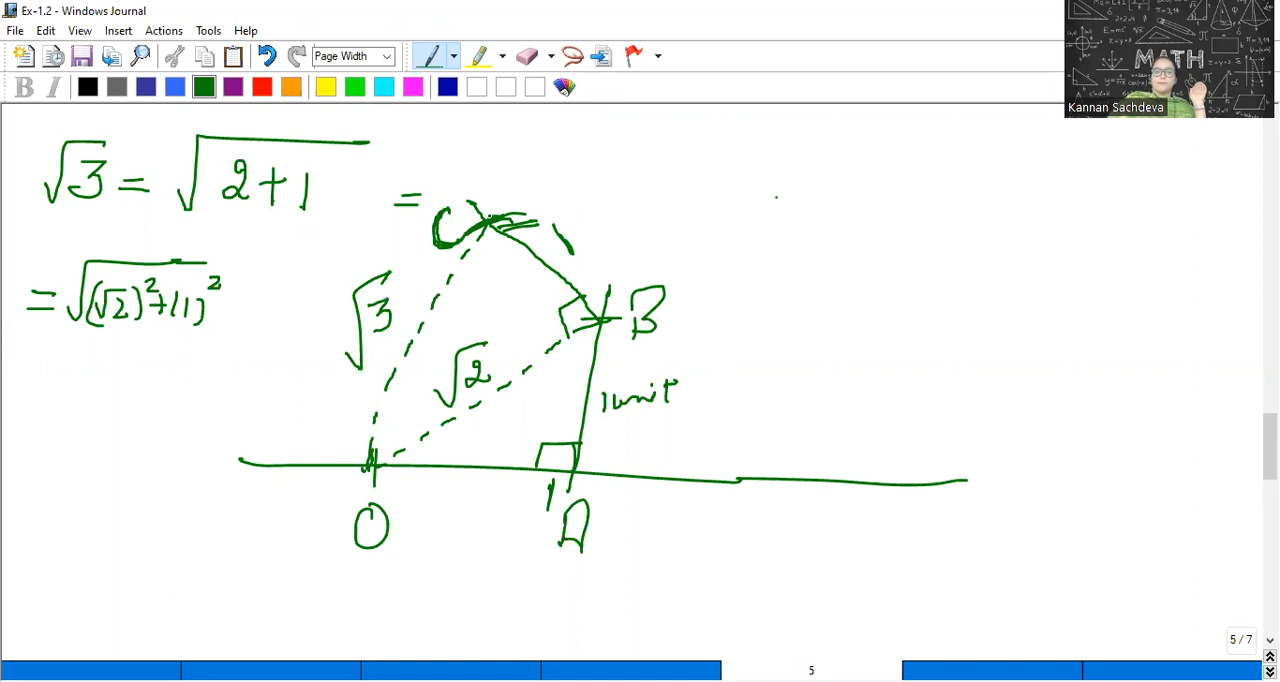 Ex-1.2 - Windows Journal
File Edit View Insert Actions Tools Help
Page Width
B I
MATH
Kannan Sachdeva
√3 = √2+1 =
= √(√2)²+(1)²
C
√3
B
√2
1unit
O
1
A
5 / 7
5